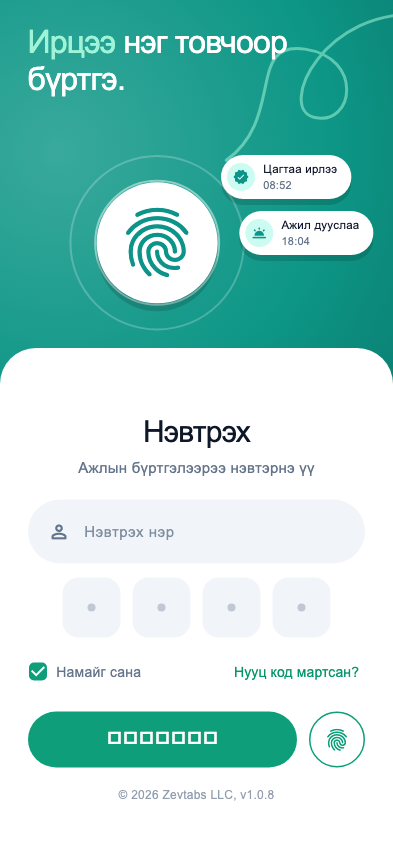 Ирцээ нэг товчоор
бүртгэ.
Цагтаа ирлээ
08:52
Ажил дууслаа
18:04
Нэвтрэх
Ажлын бүртгэлээрээ нэвтэрнэ үү
Нэвтрэх нэр
Намайг сана
Нууц код мартсан?
© 2026 Zevtabs LLC, v1.0.8